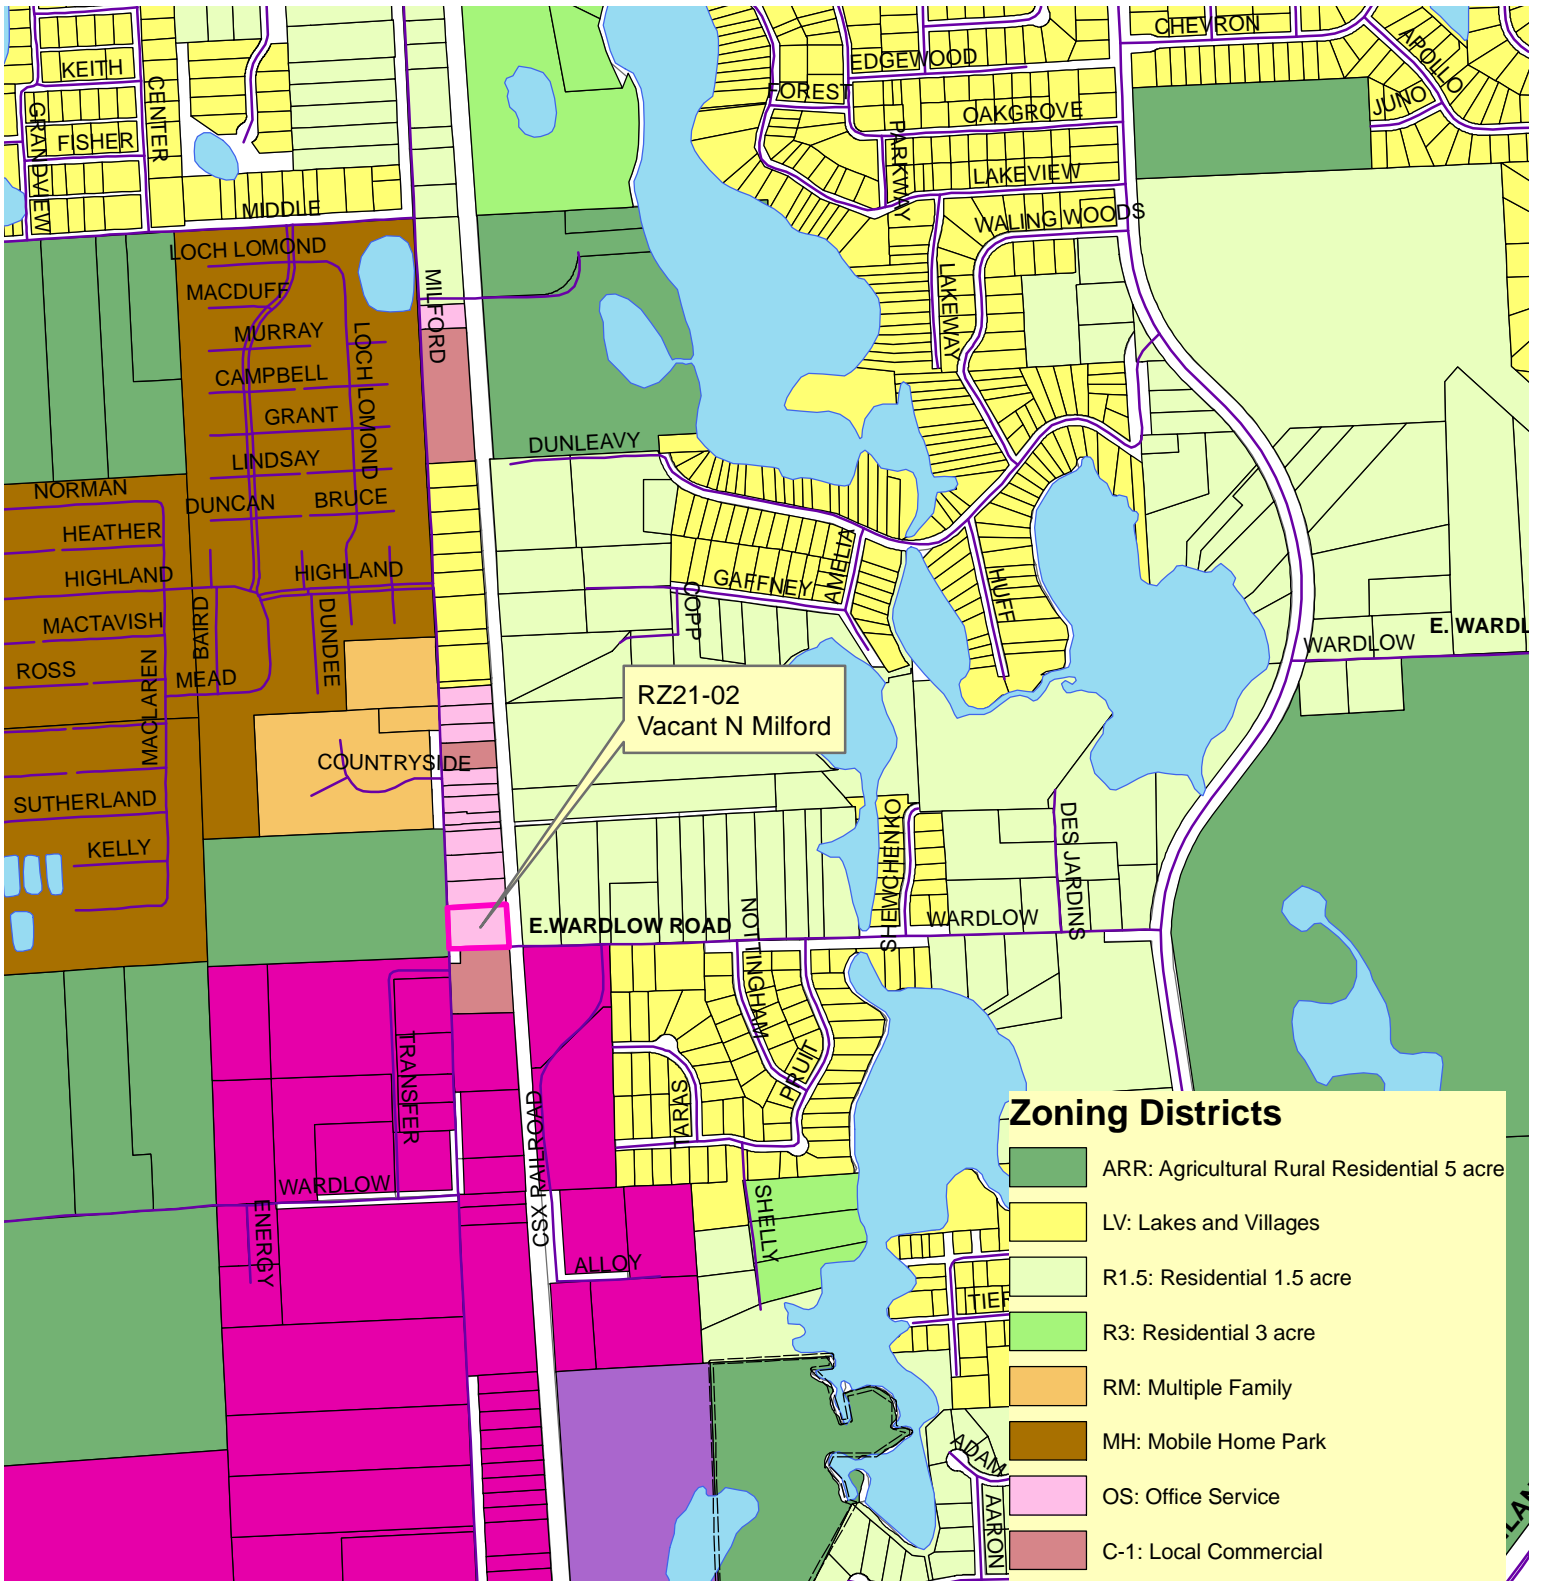 CHEVRON
APOLLO
KEITH
EDGEWOOD
CENTER
FOREST
JUNO
OAKGROVE
GRANDVIEW
FISHER
PARKWAY
LAKEVIEW
MIDDLE
WALING WOODS
LOCH LOMOND
MACDUFF
MILFORD
LAKEWAY
MURRAY
LOCH LOMOND
CAMPBELL
GRANT
DUNLEAVY
LINDSAY
NORMAN
DUNCAN
BRUCE
HEATHER
AMELIA
HIGHLAND
HIGHLAND
GAFFNEY
HUFF
COPP
MACTAVISH
BAIRD
DUNDEE
E. WARDL
WARDLOW
ROSS
MACLAREN
MEAD
RZ21-02
Vacant N Milford
COUNTRYSIDE
SUTHERLAND
SHEWCHENKO
DES JARDINS
KELLY
NOTTINGHAM
E.WARDLOW ROAD
WARDLOW
TRANSFER
PRUIT
TARAS
CSX RAILROAD
WARDLOW
SHELLY
ENERGY
ALLOY
TIER
ADAM
AARON
LAN
Zoning Districts
ARR: Agricultural Rural Residential 5 acre
LV: Lakes and Villages
R1.5: Residential 1.5 acre
R3: Residential 3 acre
RM: Multiple Family
MH: Mobile Home Park
OS: Office Service
C-1: Local Commercial